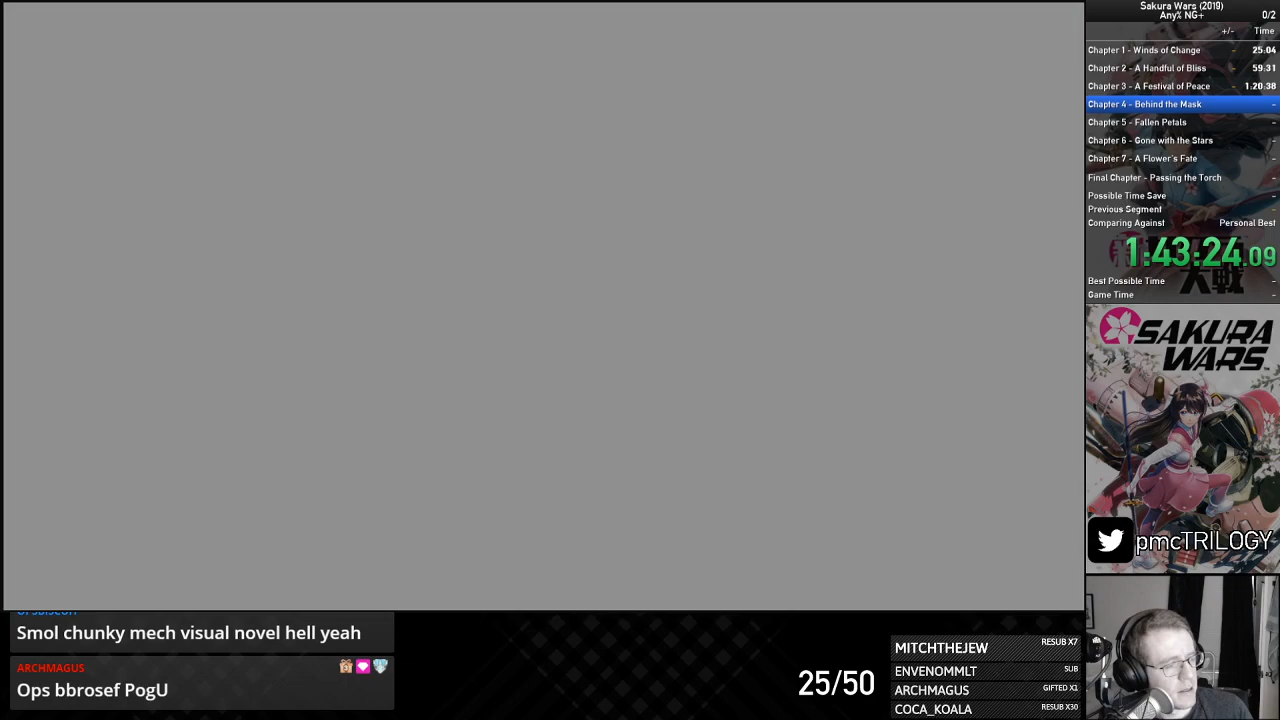 Sakura Wars (2019)
Any% NG+ 0/2
+/- Time
Chapter 1 - Winds of Change - 25.04
Chapter 2 - A Handful of Bliss - 59.31
Chapter 3 - A Festival of Peace - 1:20:38
Chapter 4 - Behind the Mask -
Chapter 5 - Fallen Petals -
Chapter 6 - Gone with the Stars -
Chapter 7 - A Flower's Fate -
Final Chapter - Passing the Torch -
Possible Time Save -
Previous Segment -
Comparing Against Personal Best
1:43:24.09
大戦
Best Possible Time -
Game Time -
SAKURA
WARS
pmcTRILOGY
Smol chunky mech visual novel hell yeah
ARCHMAGUS
Ops bbrosef PogU
25/50
MITCHTHEJEW RESUB X7
ENVENOMMLT SUB
ARCHMAGUS GIFTED X1
COCA_KOALA RESUB X30